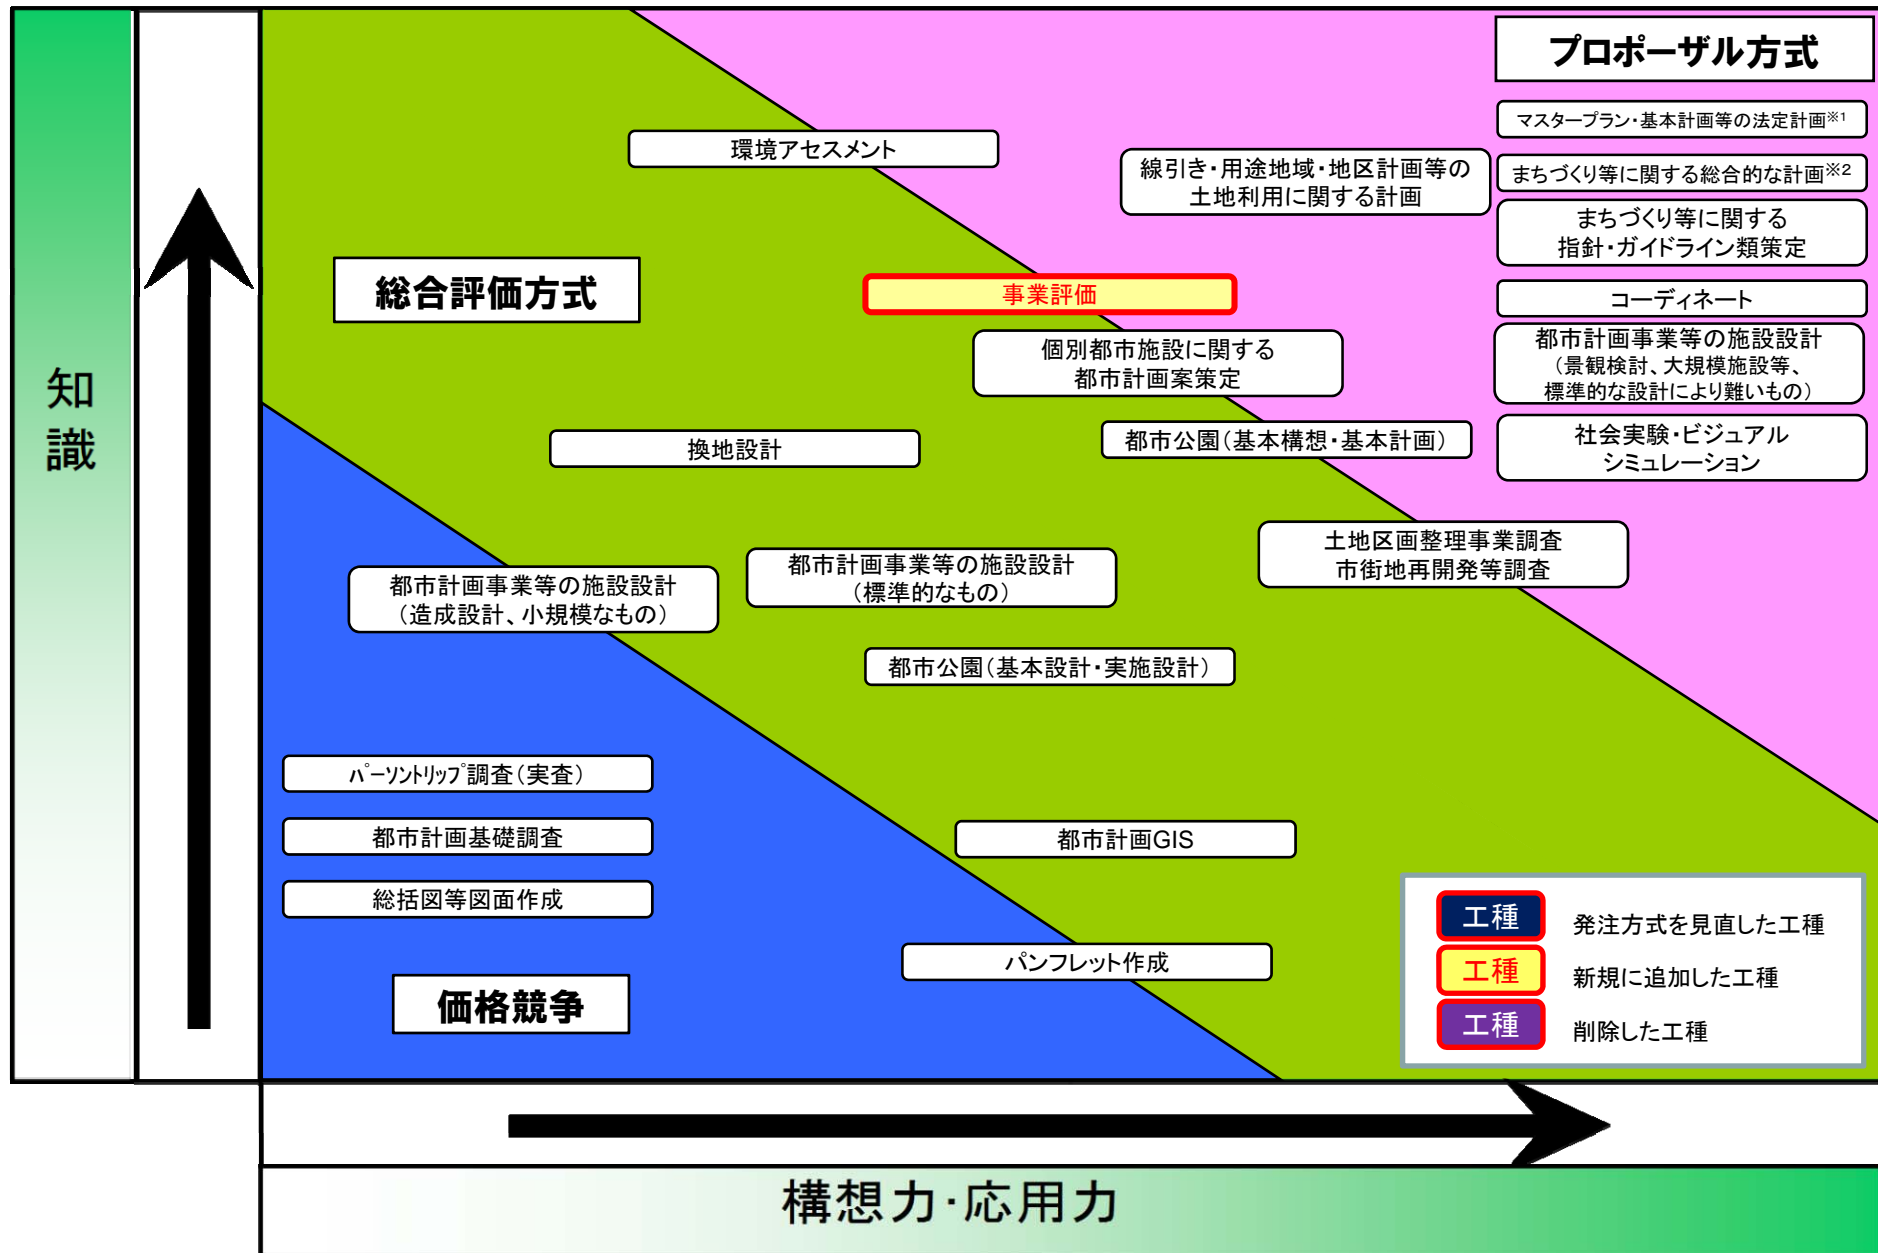 プロポーザル方式
マスタープラン・基本計画等の法定計画※1
環境アセスメント
線引き・用途地域・地区計画等の
土地利用に関する計画
まちづくり等に関する総合的な計画※2
まちづくり等に関する
指針・ガイドライン類策定
総合評価方式
事業評価
コーディネート
個別都市施設に関する
都市計画案策定
都市計画事業等の施設設計
(景観検討、大規模施設等、
標準的な設計により難いもの)
知
識
換地設計
都市公園(基本構想・基本計画)
社会実験・ビジュアル
シミュレーション
都市計画事業等の施設設計
(造成設計、小規模なもの)
都市計画事業等の施設設計
(標準的なもの)
土地区画整理事業調査
市街地再開発等調査
都市公園(基本設計・実施設計)
パーソントリップ調査(実査)
都市計画基礎調査
都市計画GIS
総括図等図面作成
パンフレット作成
価格競争
工種 発注方式を見直した工種
工種 新規に追加した工種
工種 削除した工種
構想力・応用力